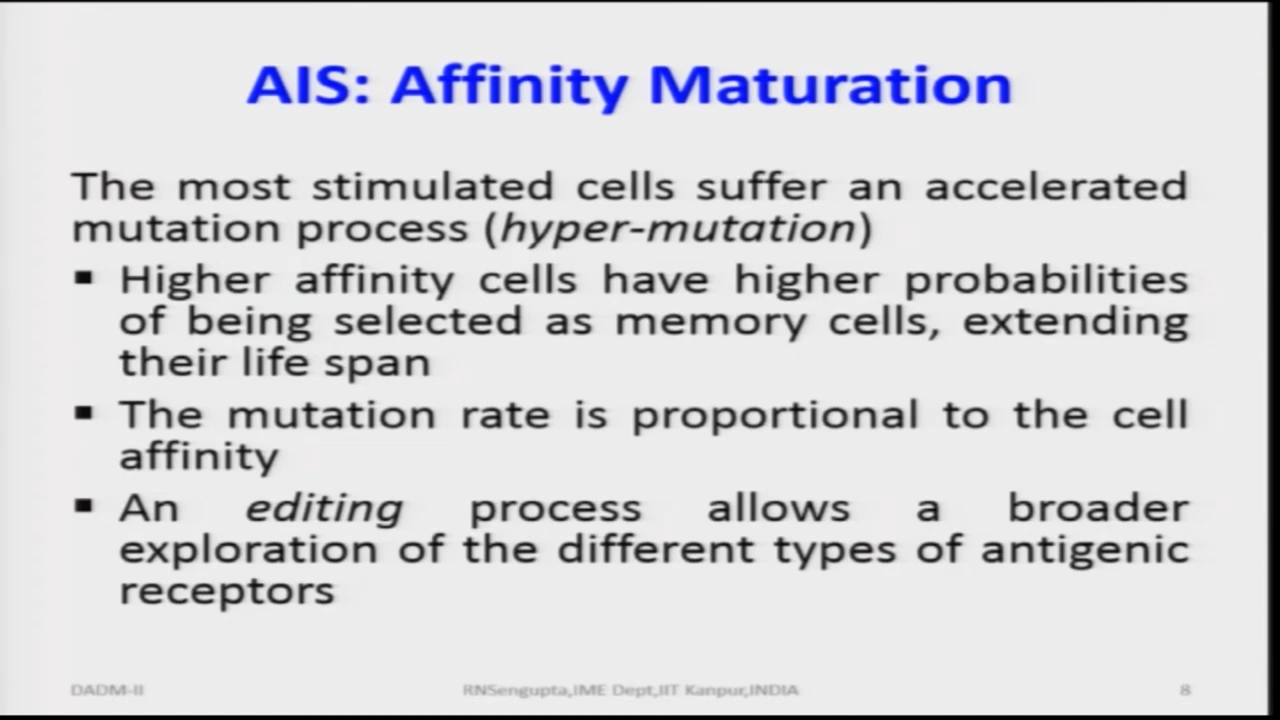 AIS: Affinity Maturation
The most stimulated cells suffer an accelerated
mutation process (hyper-mutation)
▪ Higher affinity cells have higher probabilities
of being selected as memory cells, extending
their life span
▪ The mutation rate is proportional to the cell
affinity
▪ An editing process allows a broader
exploration of the different types of antigenic
receptors
DADM-II RNSengupta,IME Dept,IIT Kanpur,INDIA 8